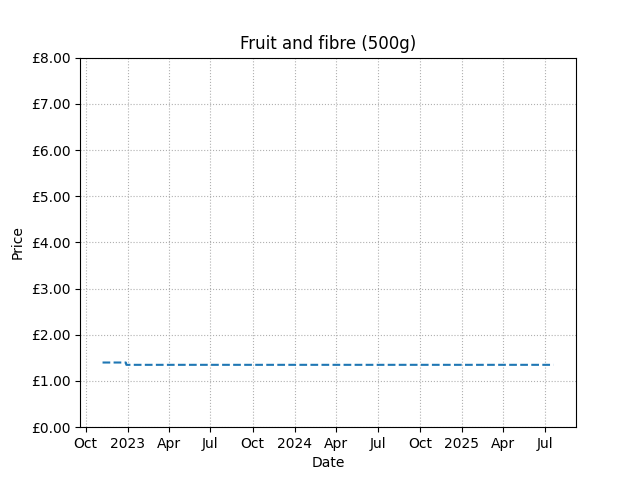 Fruit and fibre (500g)
£8.00
£7.00
£6.00
£5.00
£4.00
£3.00
£2.00
£1.00
£0.00
Price
Oct 2023 Apr Jul Oct 2024 Apr Jul Oct 2025 Apr Jul
Date